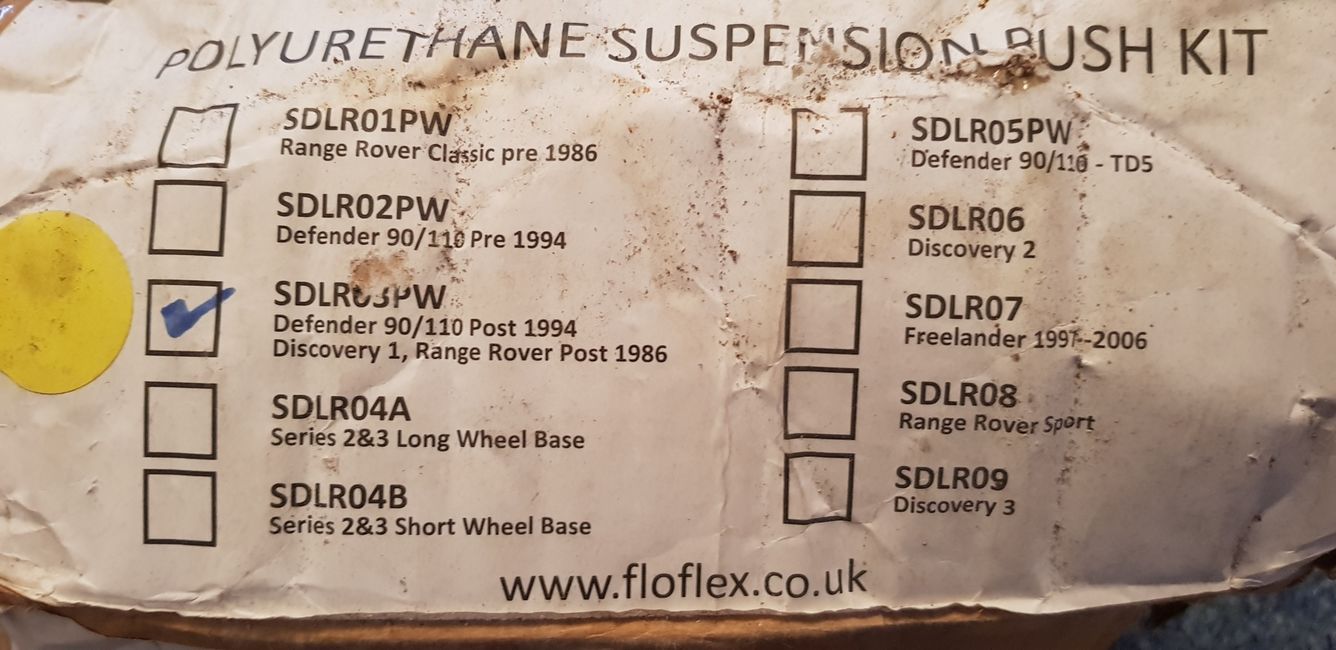 POLYURETHANE SUSPENSION BUSH KIT
SDLR01PW
Range Rover Classic pre 1986
SDLR02PW
Defender 90/110 Pre 1994
SDLR03PW
Defender 90/110 Post 1994
Discovery 1, Range Rover Post 1986
SDLR04A
Series 2&3 Long Wheel Base
SDLR04B
Series 2&3 Short Wheel Base
SDLR05PW
Defender 90/110 - TD5
SDLR06
Discovery 2
SDLR07
Freelander 1997-2006
SDLR08
Range Rover Sport
SDLR09
Discovery 3
www.floflex.co.uk